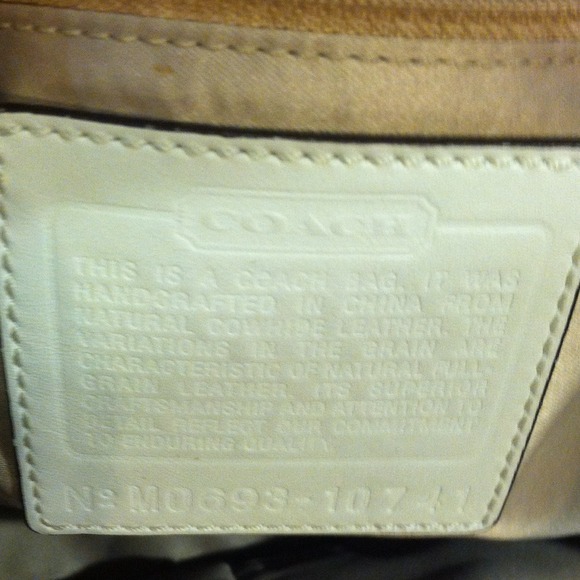 COACH
THIS IS A COACH BAG. IT WAS
HANDCRAFTED IN CHINA FROM
NATURAL COWHIDE LEATHER. THE
VARIATIONS IN THE GRAIN ARE
CHARACTERISTIC OF NATURAL FULL-
GRAIN LEATHER. ITS SUPERIOR
CRAFTSMANSHIP AND ATTENTION TO
DETAIL REFLECT OUR COMMITMENT
TO ENDURING QUALITY.
Nº M0693-10741